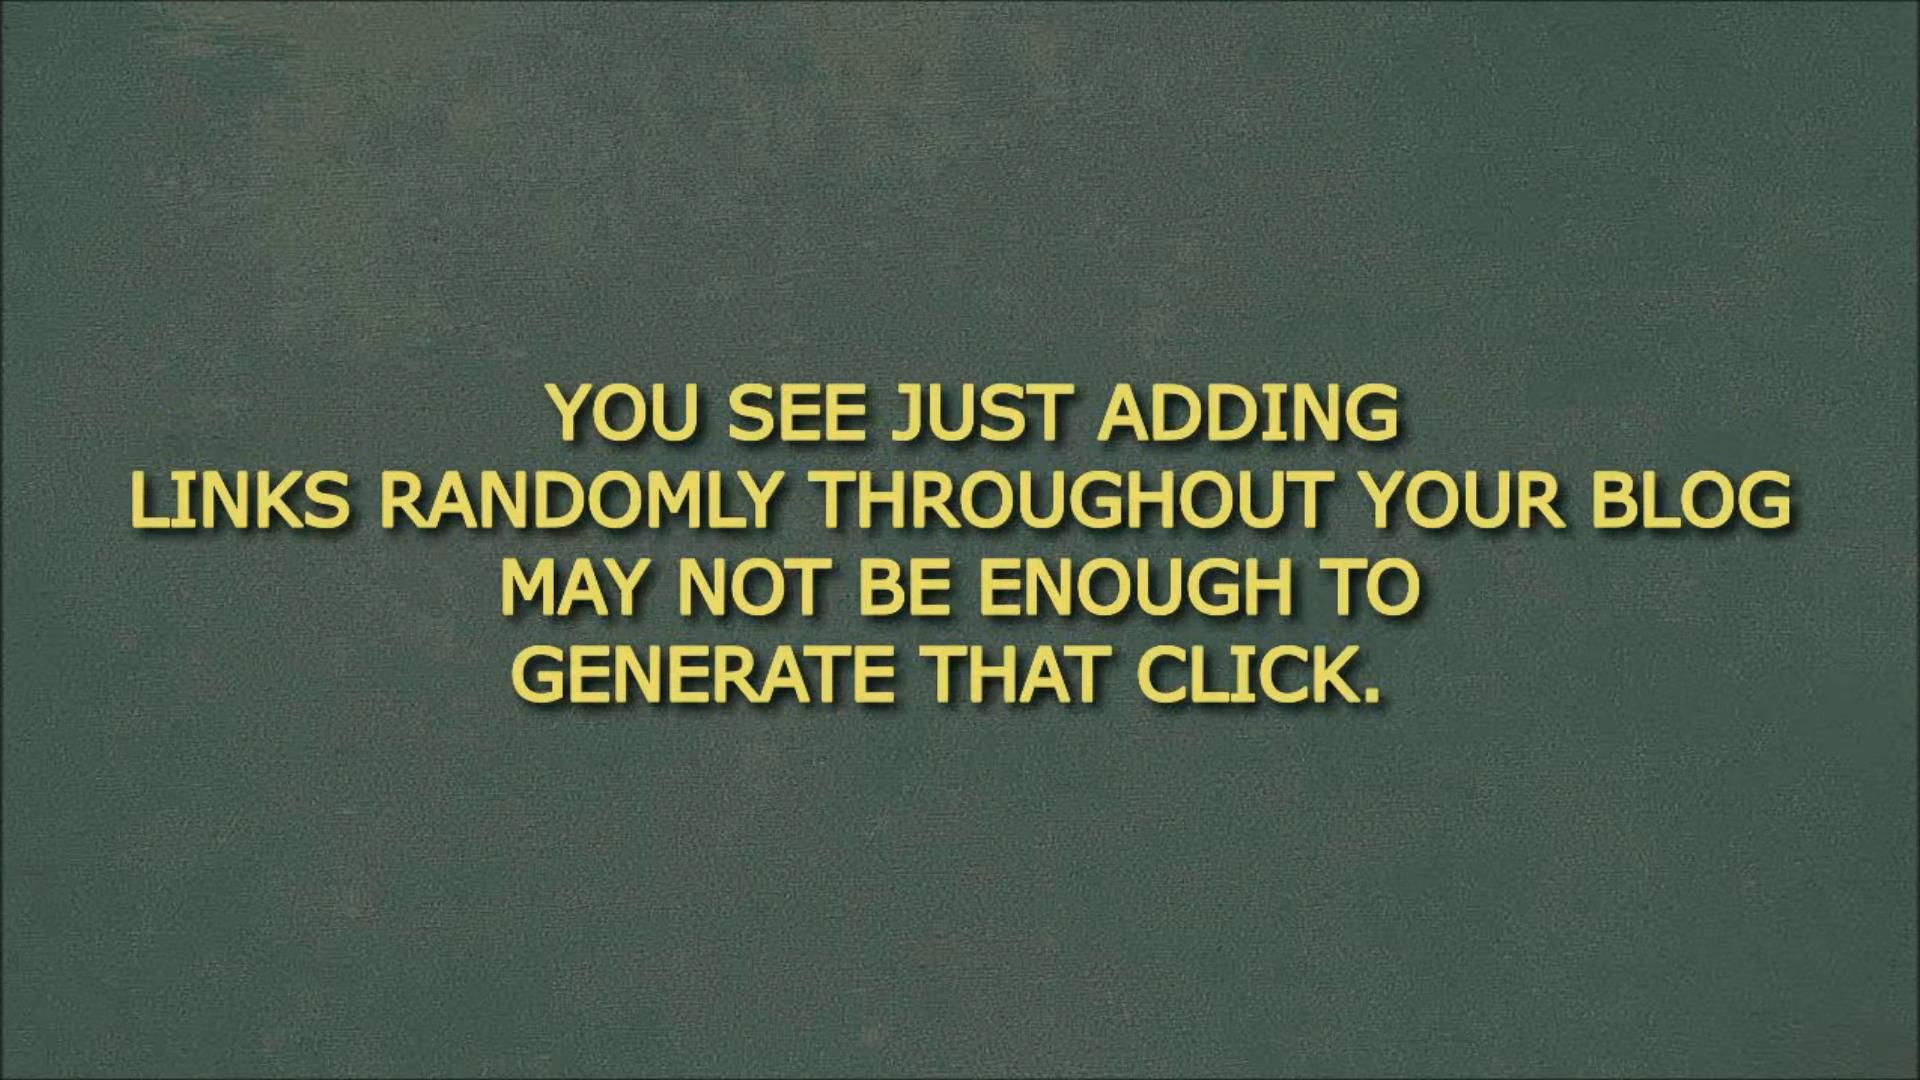 YOU SEE JUST ADDING
LINKS RANDOMLY THROUGHOUT YOUR BLOG
MAY NOT BE ENOUGH TO
GENERATE THAT CLICK.